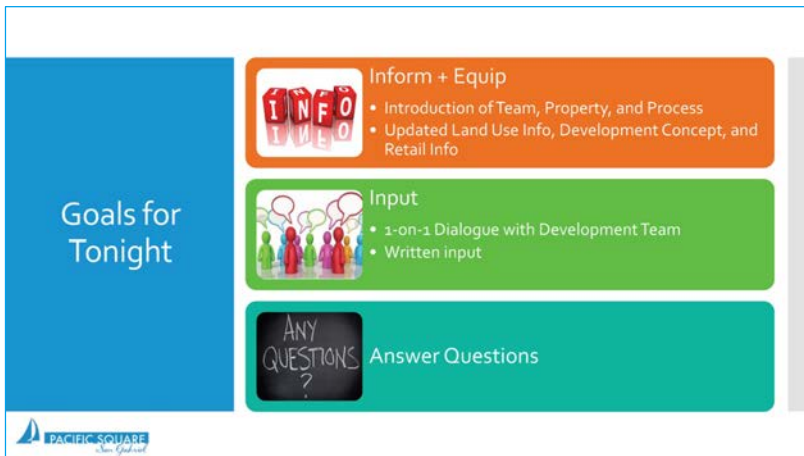 Goals for
Tonight
INFO
Inform + Equip
• Introduction of Team, Property, and Process
• Updated Land Use Info, Development Concept, and
Retail Info
Input
• 1-on-1 Dialogue with Development Team
• Written input
ANY
QUESTIONS
?
Answer Questions
PACIFIC SQUARE
San Gabriel